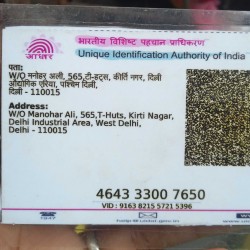 आधार
भारतीय विशिष्ट पहचान प्राधिकरण
Unique Identification Authority of India
पता:
W/O मनोहर अली, 565,टी-हट्स, कीर्ति नगर, दिल्ली
औद्योगिक एरिया, पश्चिम दिल्ली,
दिल्ली - 110015
Address:
W/O Manohar Ali, 565,T-Huts, Kirti Nagar,
Delhi Industrial Area, West Delhi,
Delhi - 110015
4643 3300 7650
VID : 9163 8215 5721 5396